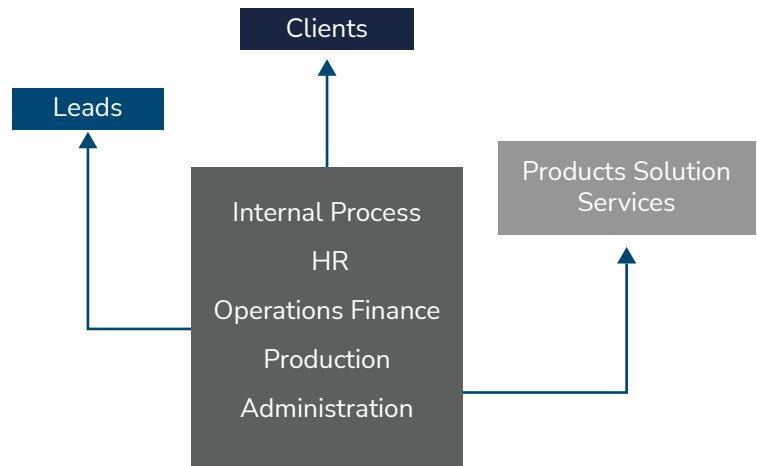 Clients
Leads
Products Solution
Services
Internal Process
HR
Operations Finance
Production
Administration